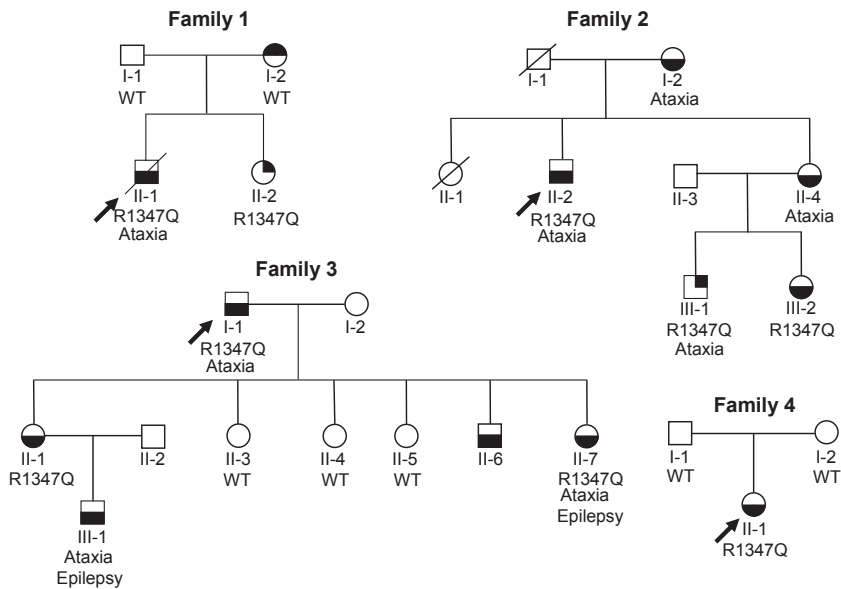 Family 1
I-1
WT
I-2
WT
II-1
R1347Q
Ataxia
II-2
R1347Q
Family 2
I-1
I-2
Ataxia
II-1
II-2
R1347Q
Ataxia
II-3
II-4
Ataxia
III-1
R1347Q
Ataxia
III-2
R1347Q
Family 3
I-1
R1347Q
Ataxia
I-2
II-1
R1347Q
II-2
II-3
WT
II-4
WT
II-5
WT
II-6
II-7
R1347Q
Ataxia
Epilepsy
III-1
Ataxia
Epilepsy
Family 4
I-1
WT
I-2
WT
II-1
R1347Q